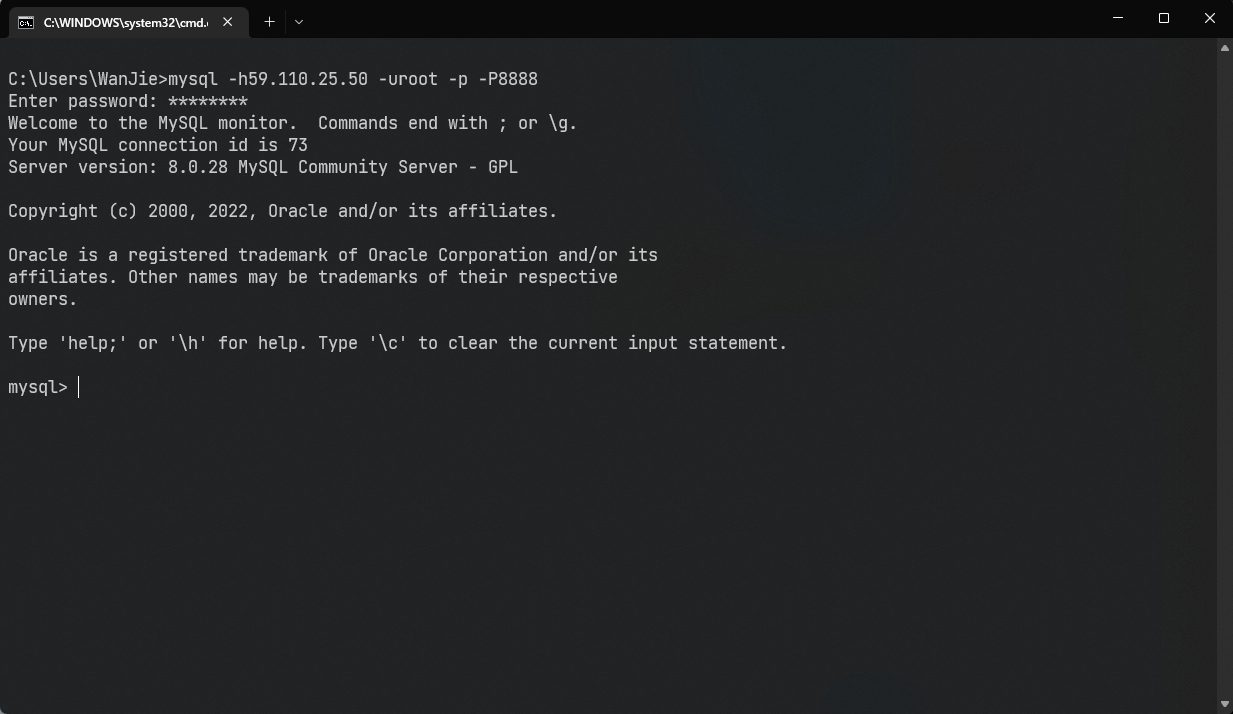 C:\WINDOWS\system32\cmd.
C:\Users\WanJie>mysql -h59.110.25.50 -uroot -p -P8888
Enter password: ********
Welcome to the MySQL monitor.  Commands end with ; or \g.
Your MySQL connection id is 73
Server version: 8.0.28 MySQL Community Server - GPL
Copyright (c) 2000, 2022, Oracle and/or its affiliates.
Oracle is a registered trademark of Oracle Corporation and/or its
affiliates. Other names may be trademarks of their respective
owners.
Type 'help;' or '\h' for help. Type '\c' to clear the current input statement.
mysql>